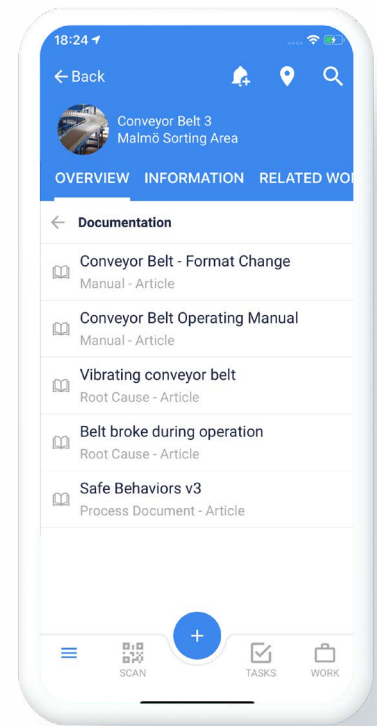 18:24
Back
Conveyor Belt 3
Malmö Sorting Area
OVERVIEW INFORMATION RELATED WO
Documentation
Conveyor Belt - Format Change
Manual - Article
Conveyor Belt Operating Manual
Manual - Article
Vibrating conveyor belt
Root Cause - Article
Belt broke during operation
Root Cause - Article
Safe Behaviors v3
Process Document - Article
SCAN
TASKS
WORK